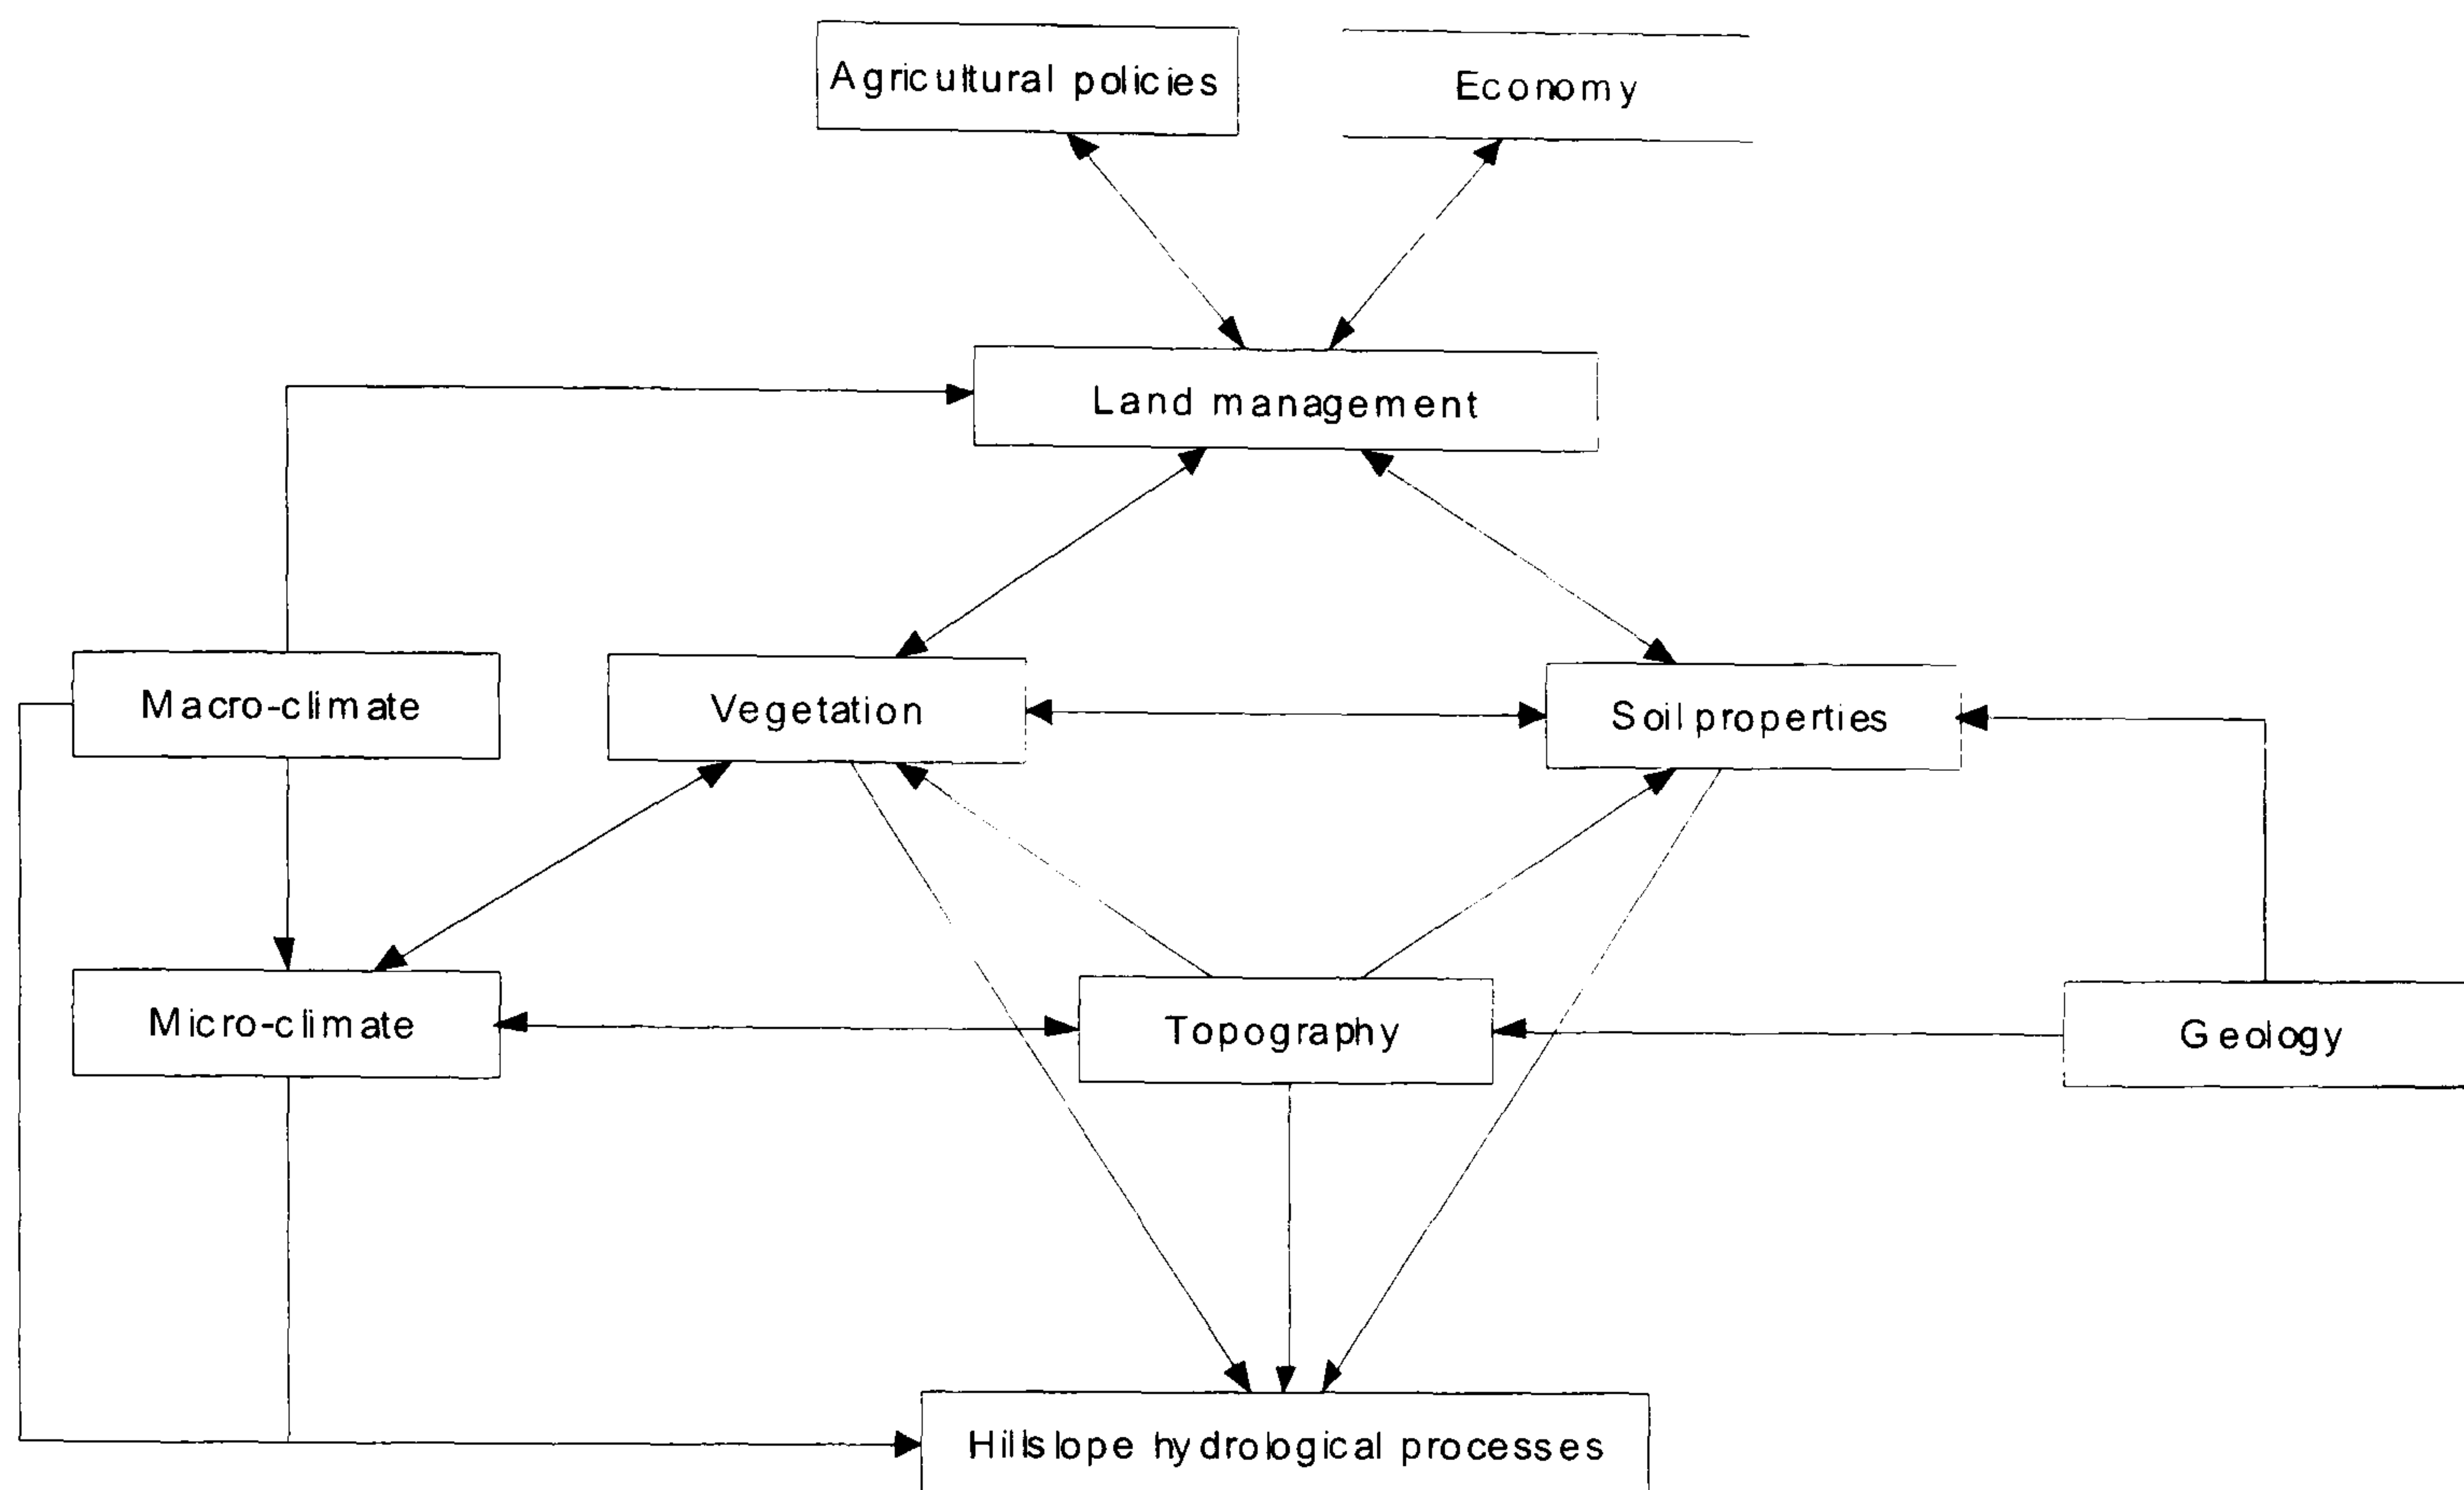 Agricultural policies
Economy
Land management
Macro-climate
Vegetation
Soil properties
Micro-climate
Topography
Geology
Hillslope hydrological processes